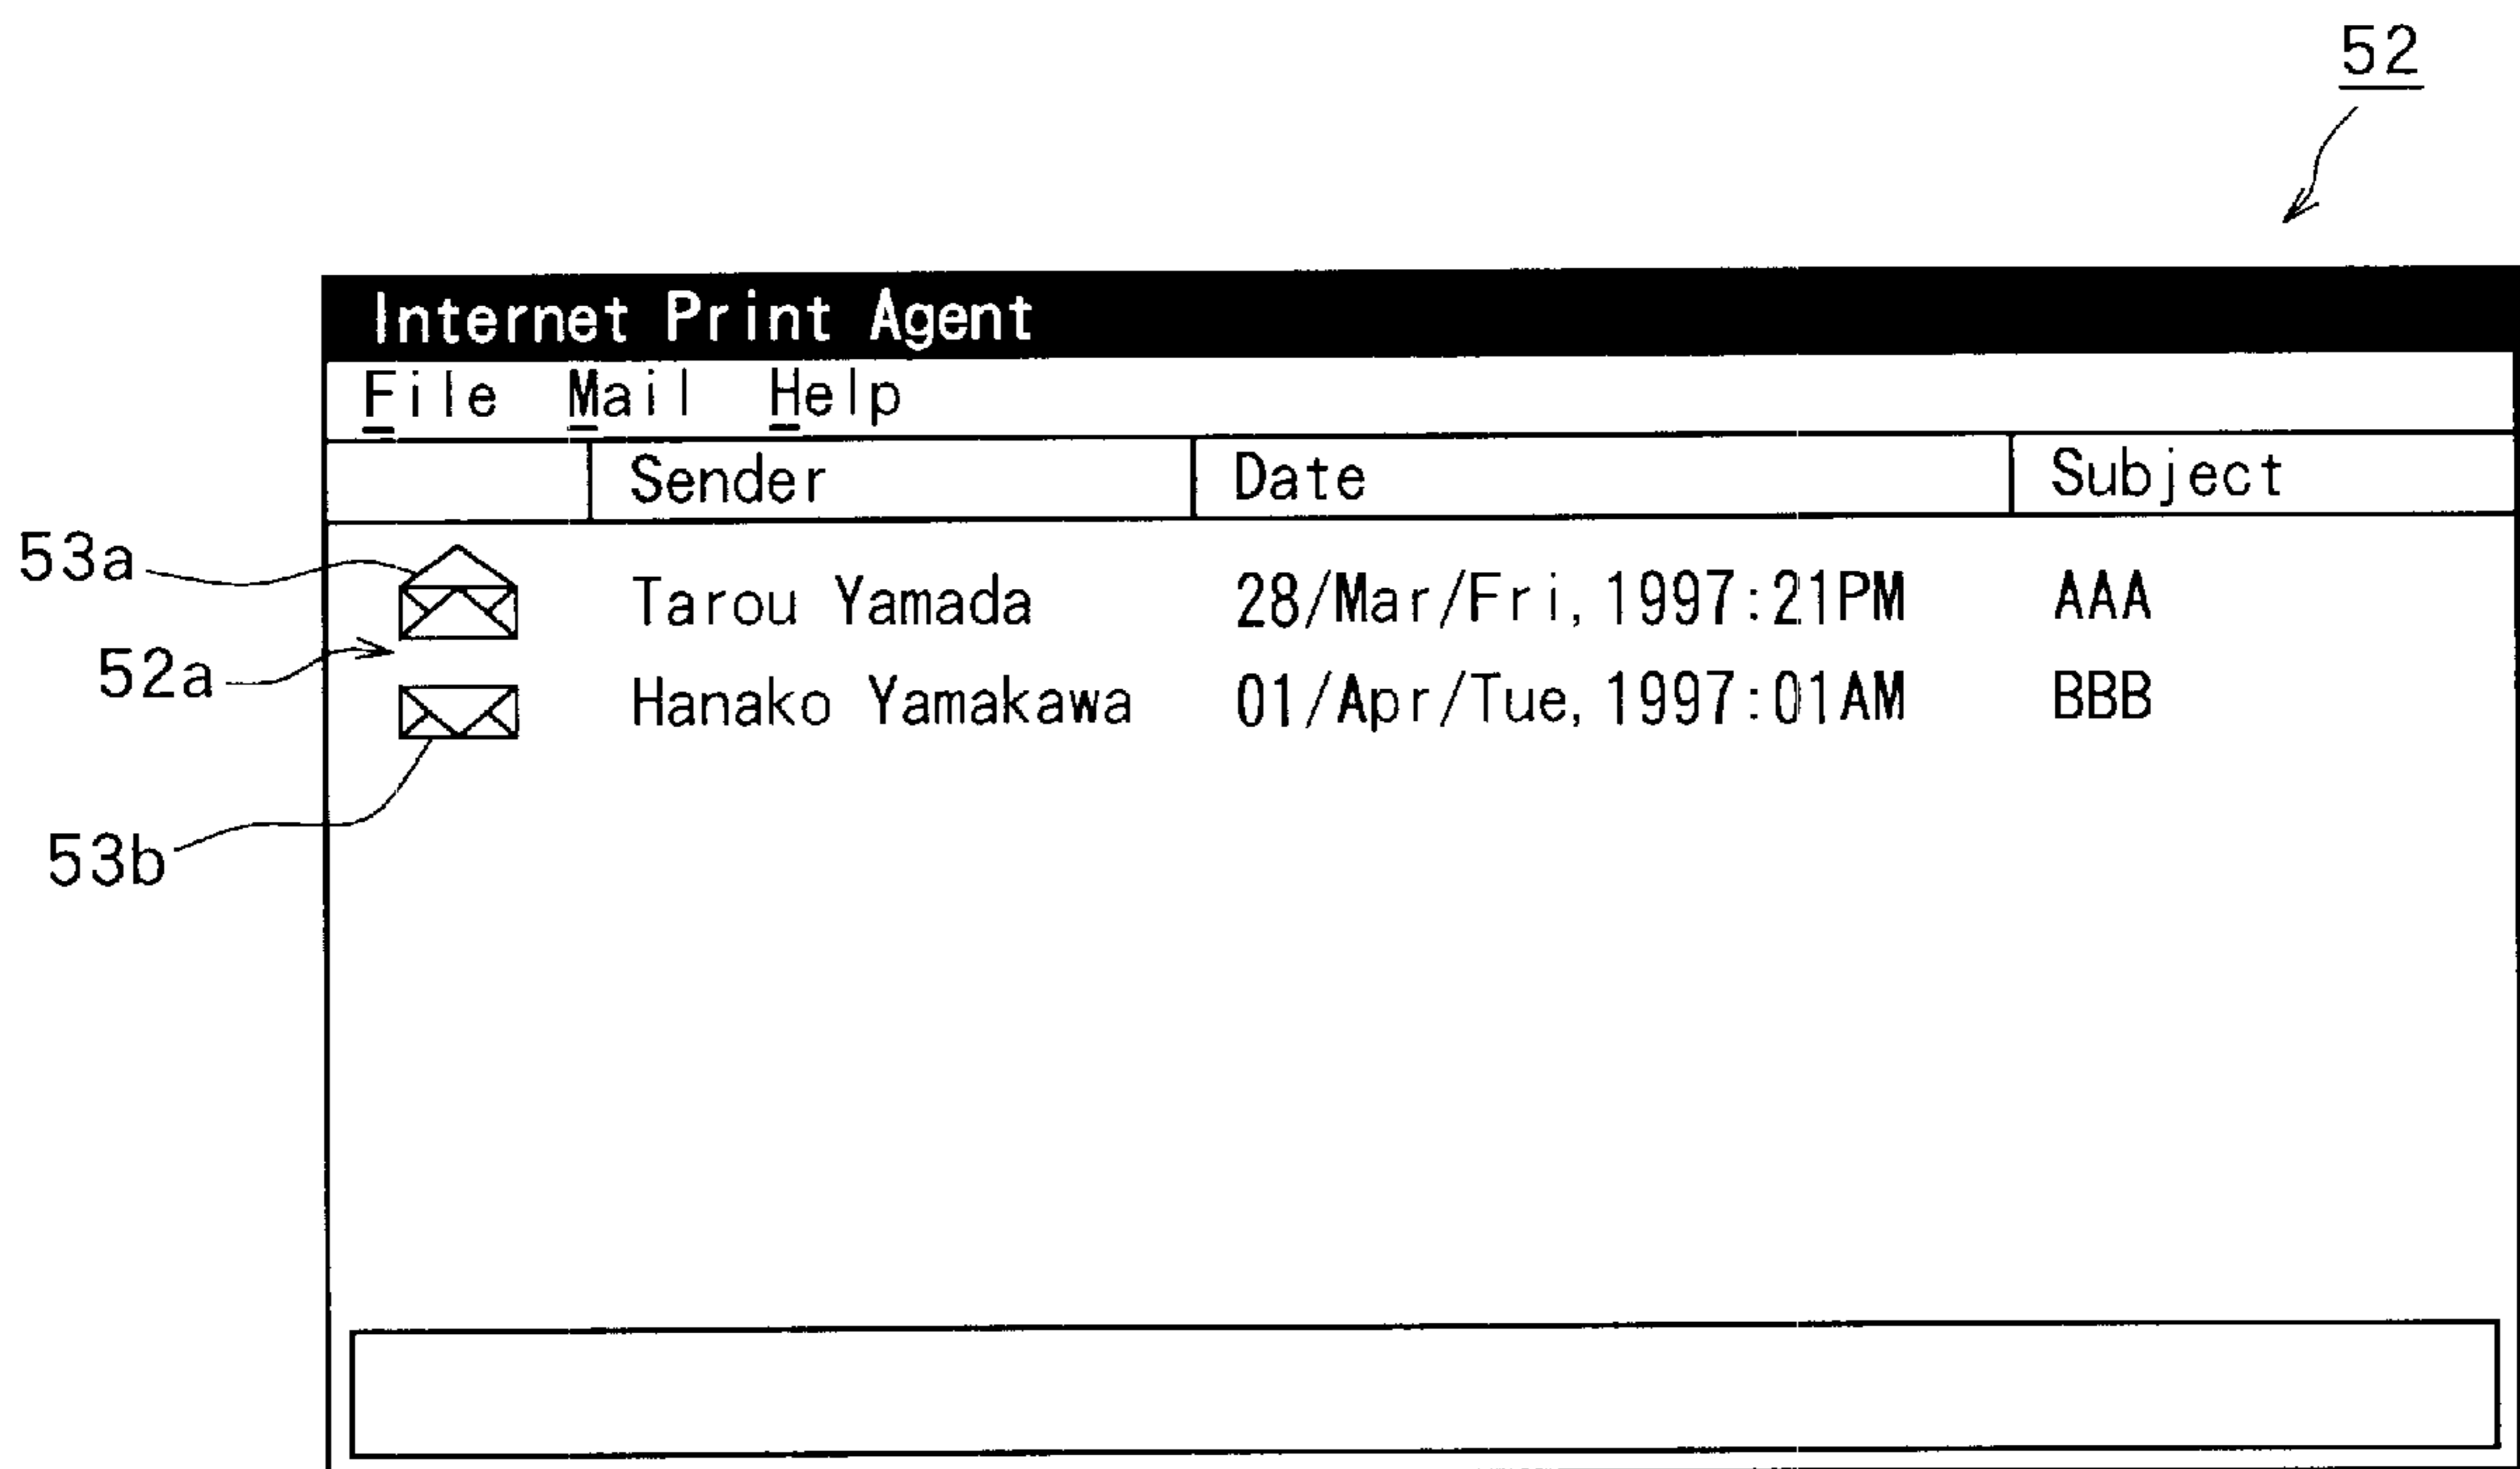 52
Internet Print Agent
File Mail Help
Sender Date Subject
53a
Tarou Yamada 28/Mar/Fri, 1997:21PM AAA
52a
Hanako Yamakawa 01/Apr/Tue, 1997:01AM BBB
53b